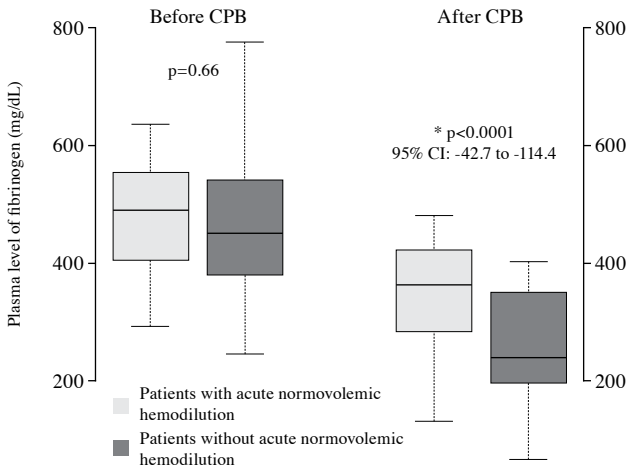 Before CPB
After CPB
800
800
p=0.66
* p<0.0001
95% CI: -42.7 to -114.4
600
600
Plasma level of fibrinogen (mg/dL)
400
400
200
200
Patients with acute normovolemic
hemodilution
Patients without acute normovolemic
hemodilution